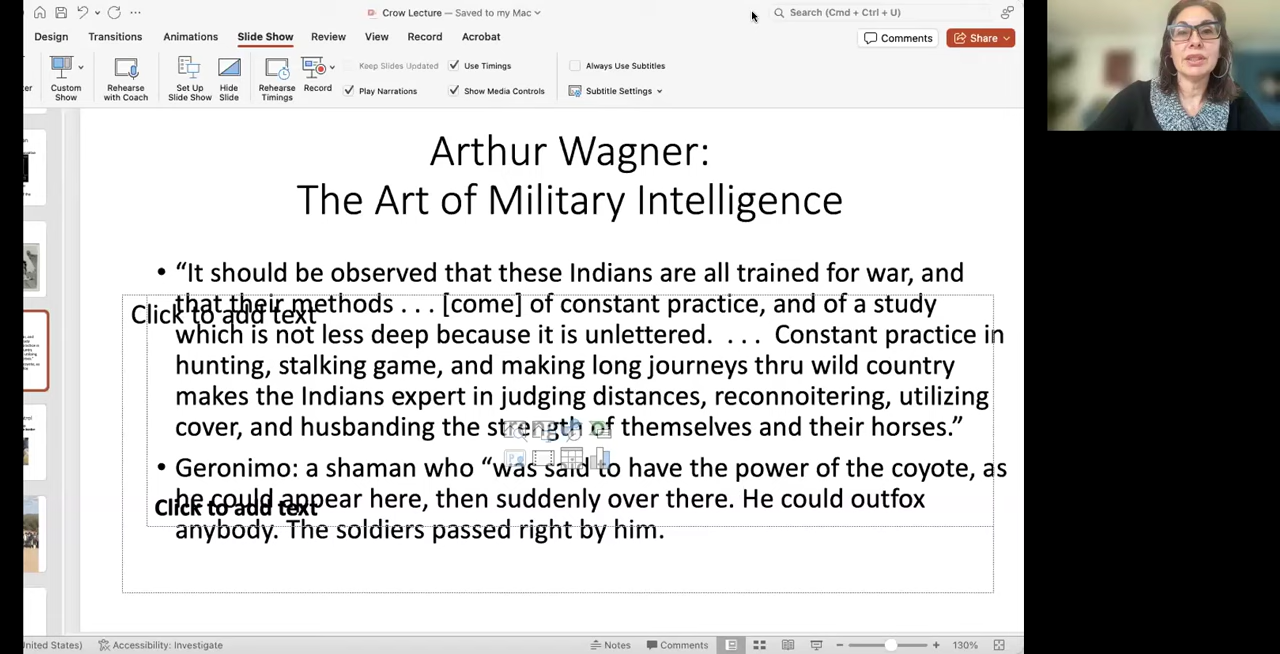 Crow Lecture — Saved to my Mac
Search (Cmd + Ctrl + U)
Design Transitions Animations Slide Show Review View Record Acrobat
Comments Share
Custom Show
Rehearse with Coach
Set Up Slide Show
Hide Slide
Rehearse Timings
Record
Keep Slides Updated
Use Timings
Play Narrations
Show Media Controls
Always Use Subtitles
Subtitle Settings
Arthur Wagner:
The Art of Military Intelligence
• “It should be observed that these Indians are all trained for war, and
that their methods . . . [come] of constant practice, and of a study
Click to add text
which is not less deep because it is unlettered. . . . Constant practice in
hunting, stalking game, and making long journeys thru wild country
makes the Indians expert in judging distances, reconnoitering, utilizing
cover, and husbanding the strength of themselves and their horses.”
• Geronimo: a shaman who “was said to have the power of the coyote, as
he could appear here, then suddenly over there. He could outfox
Click to add text
anybody. The soldiers passed right by him.
United States) Accessibility: Investigate
Notes Comments 130%